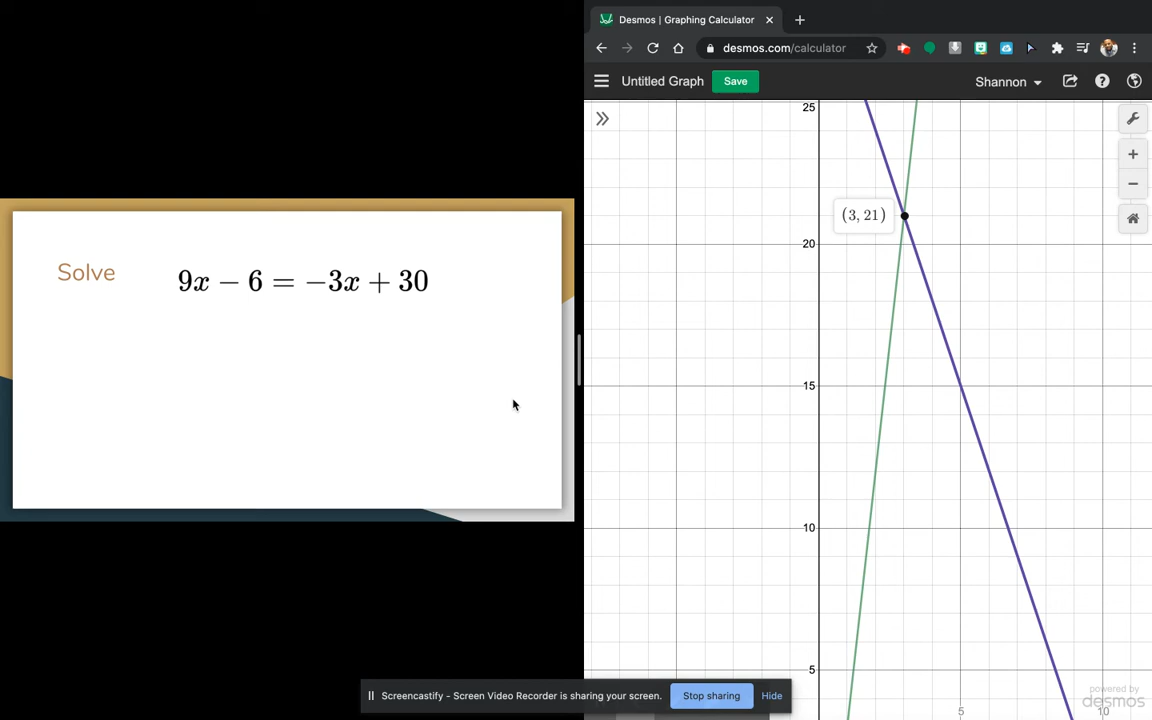 Desmos | Graphing Calculator
desmos.com/calculator
Untitled Graph Save Shannon
Solve 9x − 6 = −3x + 30
(3, 21)
25
20
15
10
5
5 10
powered by
desmos
Screencastify - Screen Video Recorder is sharing your screen. Stop sharing Hide